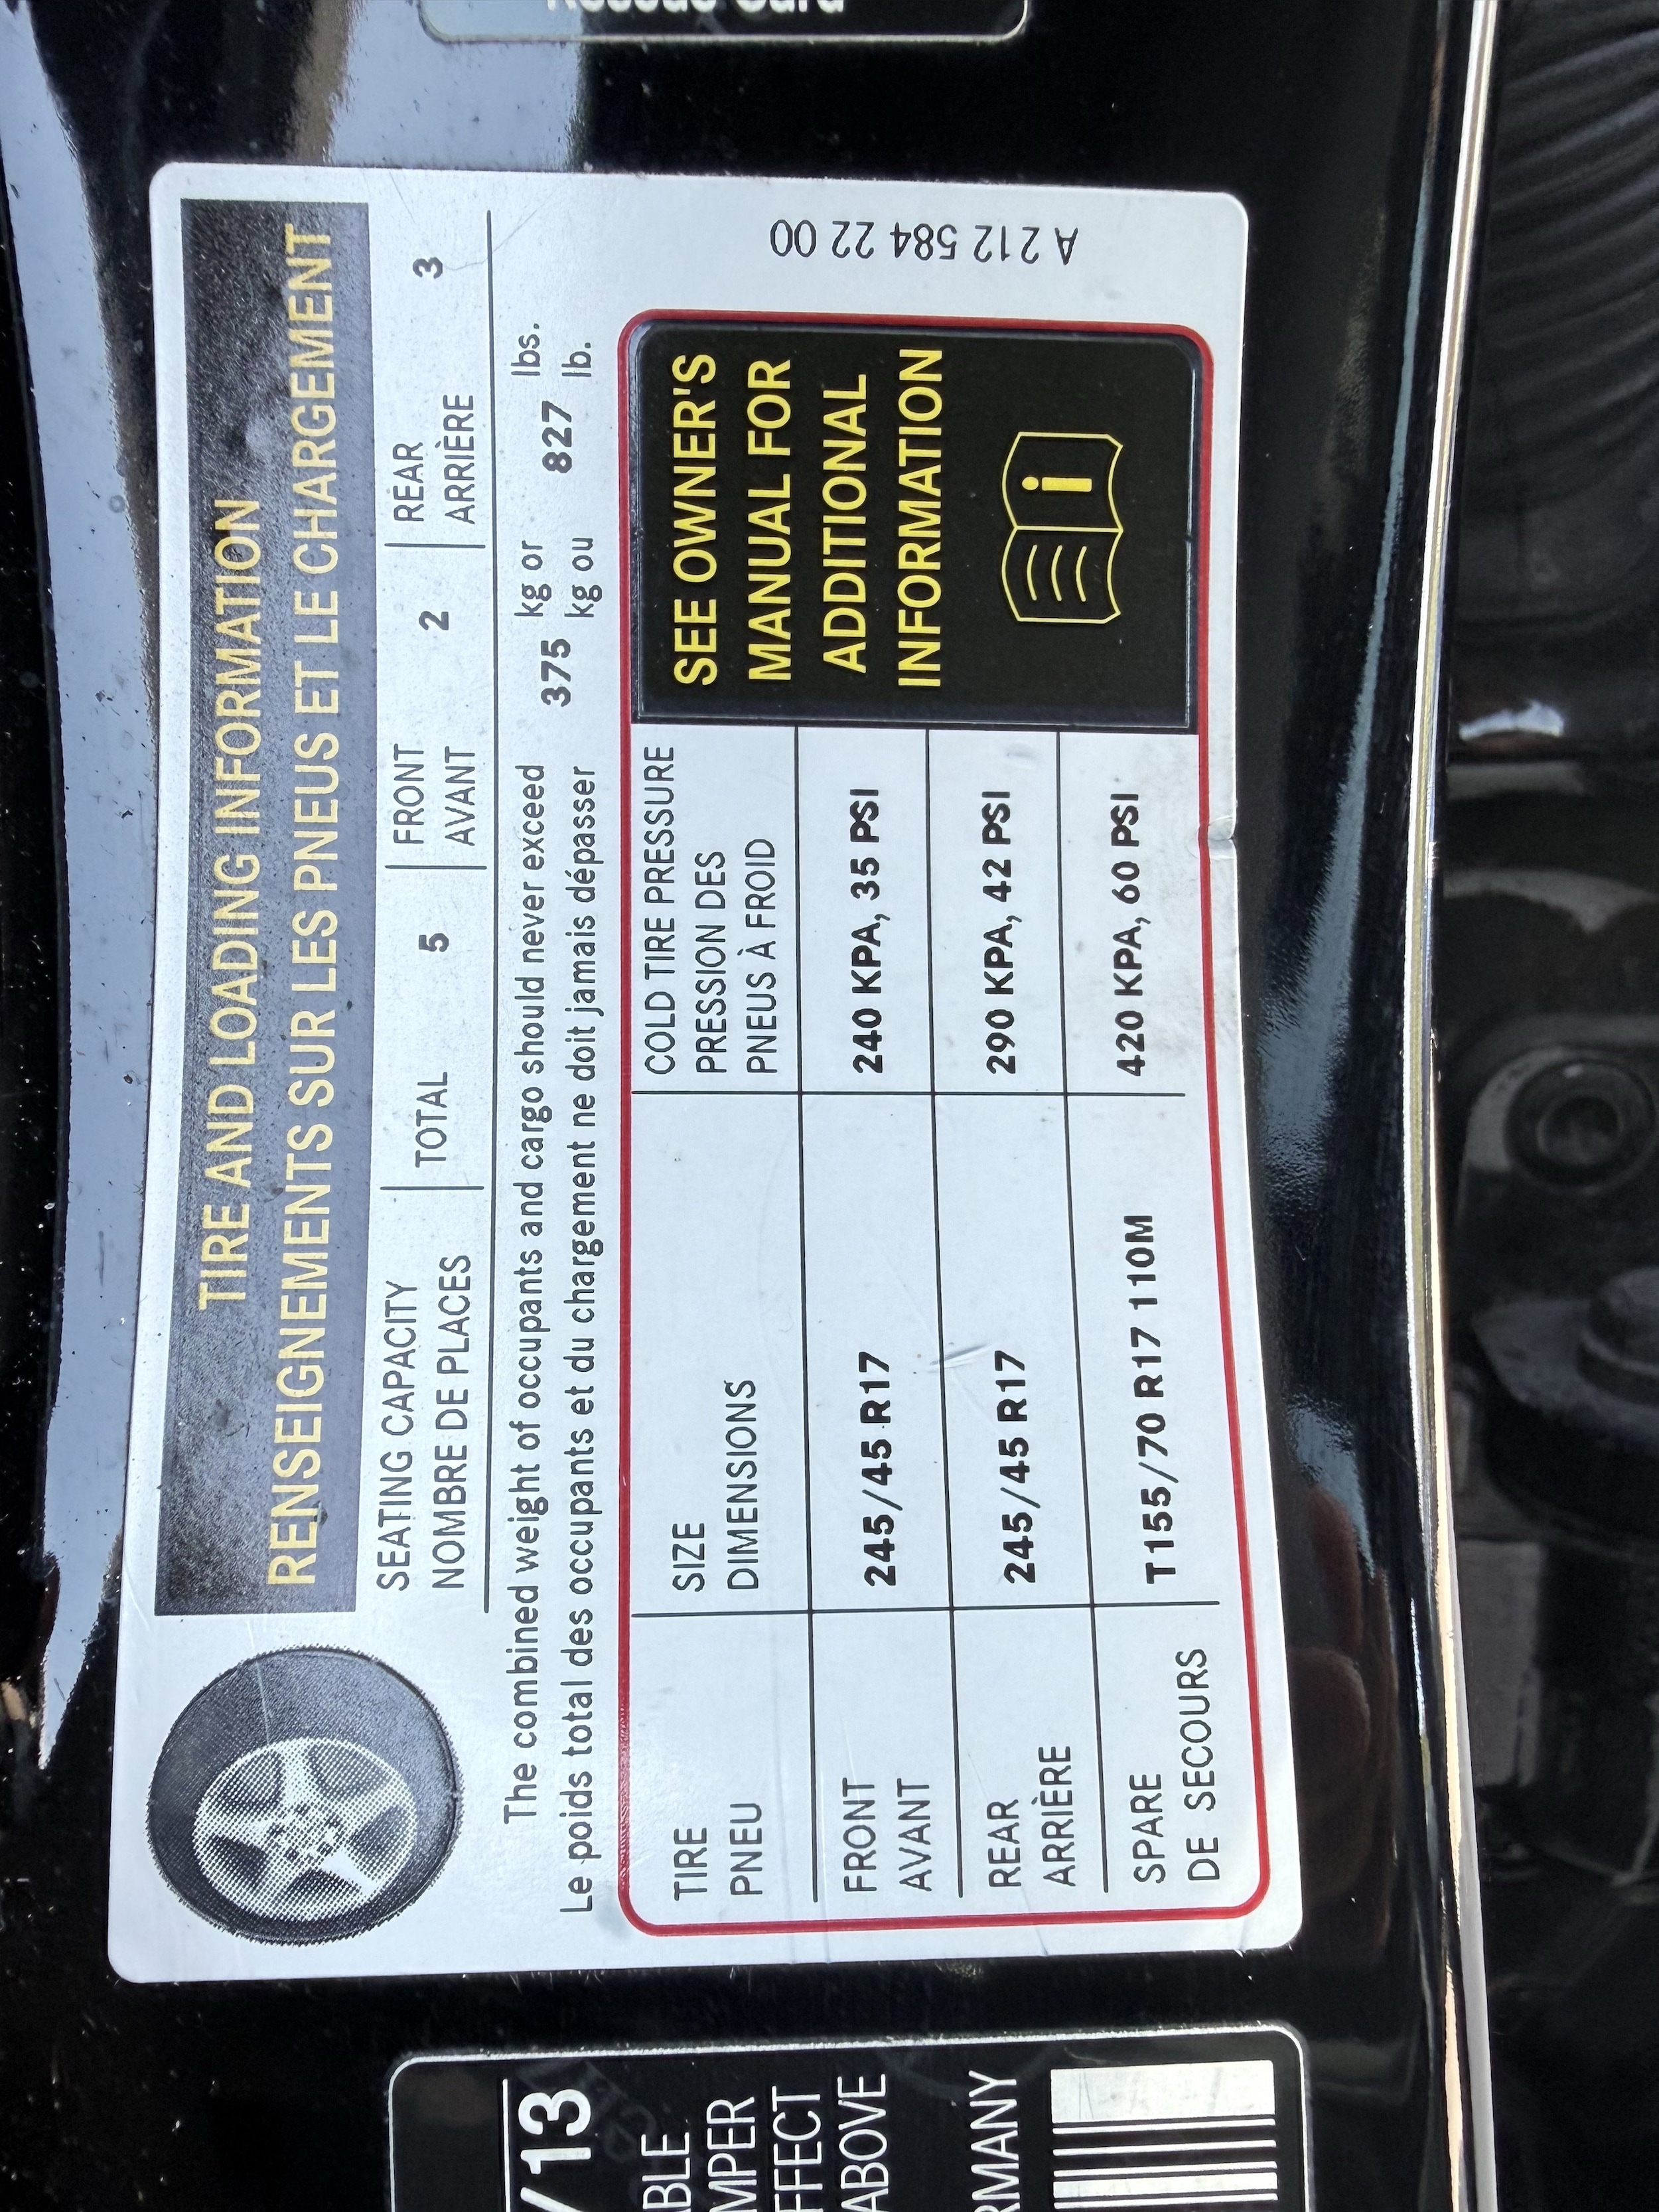 TIRE AND LOADING INFORMATION
RENSEIGNEMENTS SUR LES PNEUS ET LE CHARGEMENT
SEATING CAPACITY
NOMBRE DE PLACES
TOTAL 5
FRONT
AVANT
2
REAR
ARRIÈRE
3
The combined weight of occupants and cargo should never exceed 375 kg or 827 lbs.
Le poids total des occupants et du chargement ne doit jamais dépasser kg ou lb.
TIRE
PNEU
SIZE
DIMENSIONS
COLD TIRE PRESSURE
PRESSION DES
PNEUS À FROID
FRONT
AVANT
245/45 R17
240 KPA, 35 PSI
REAR
ARRIÈRE
245/45 R17
290 KPA, 42 PSI
SPARE
DE SECOURS
T155/70 R17 110M
420 KPA, 60 PSI
SEE OWNER'S
MANUAL FOR
ADDITIONAL
INFORMATION
i
A 212 584 22 00
/13
ABOVE